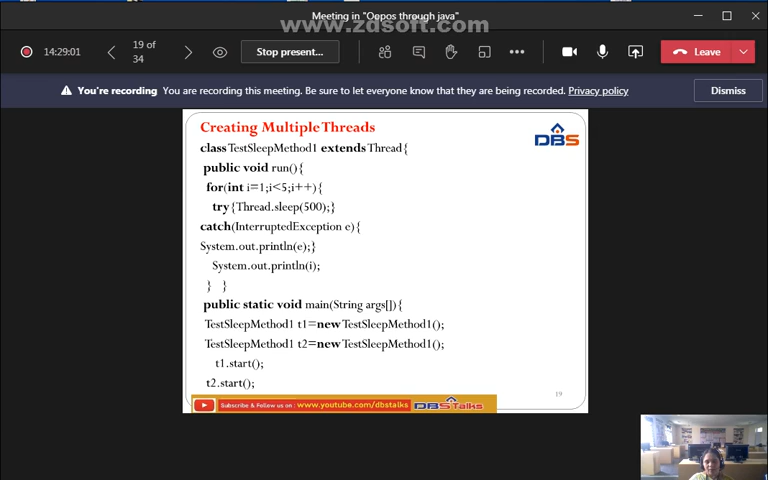 Meeting in "Oppos through java"
www.zdsoft.com
14:29:01
19 of
34
Stop present...
Leave
You're recording You are recording this meeting. Be sure to let everyone know that they are being recorded. Privacy policy
Dismiss
Creating Multiple Threads
DBS
class TestSleepMethod1 extends Thread{
public void run(){
for(int i=1;i<5;i++){
try{Thread.sleep(500);}
catch(InterruptedException e){
System.out.println(e);}
System.out.println(i);
} }
public static void main(String args[]){
TestSleepMethod1 t1=new TestSleepMethod1();
TestSleepMethod1 t2=new TestSleepMethod1();
t1.start();
t2.start();
19
Subscribe & Follow us on : www.youtube.com/dbstalks DBSTalks